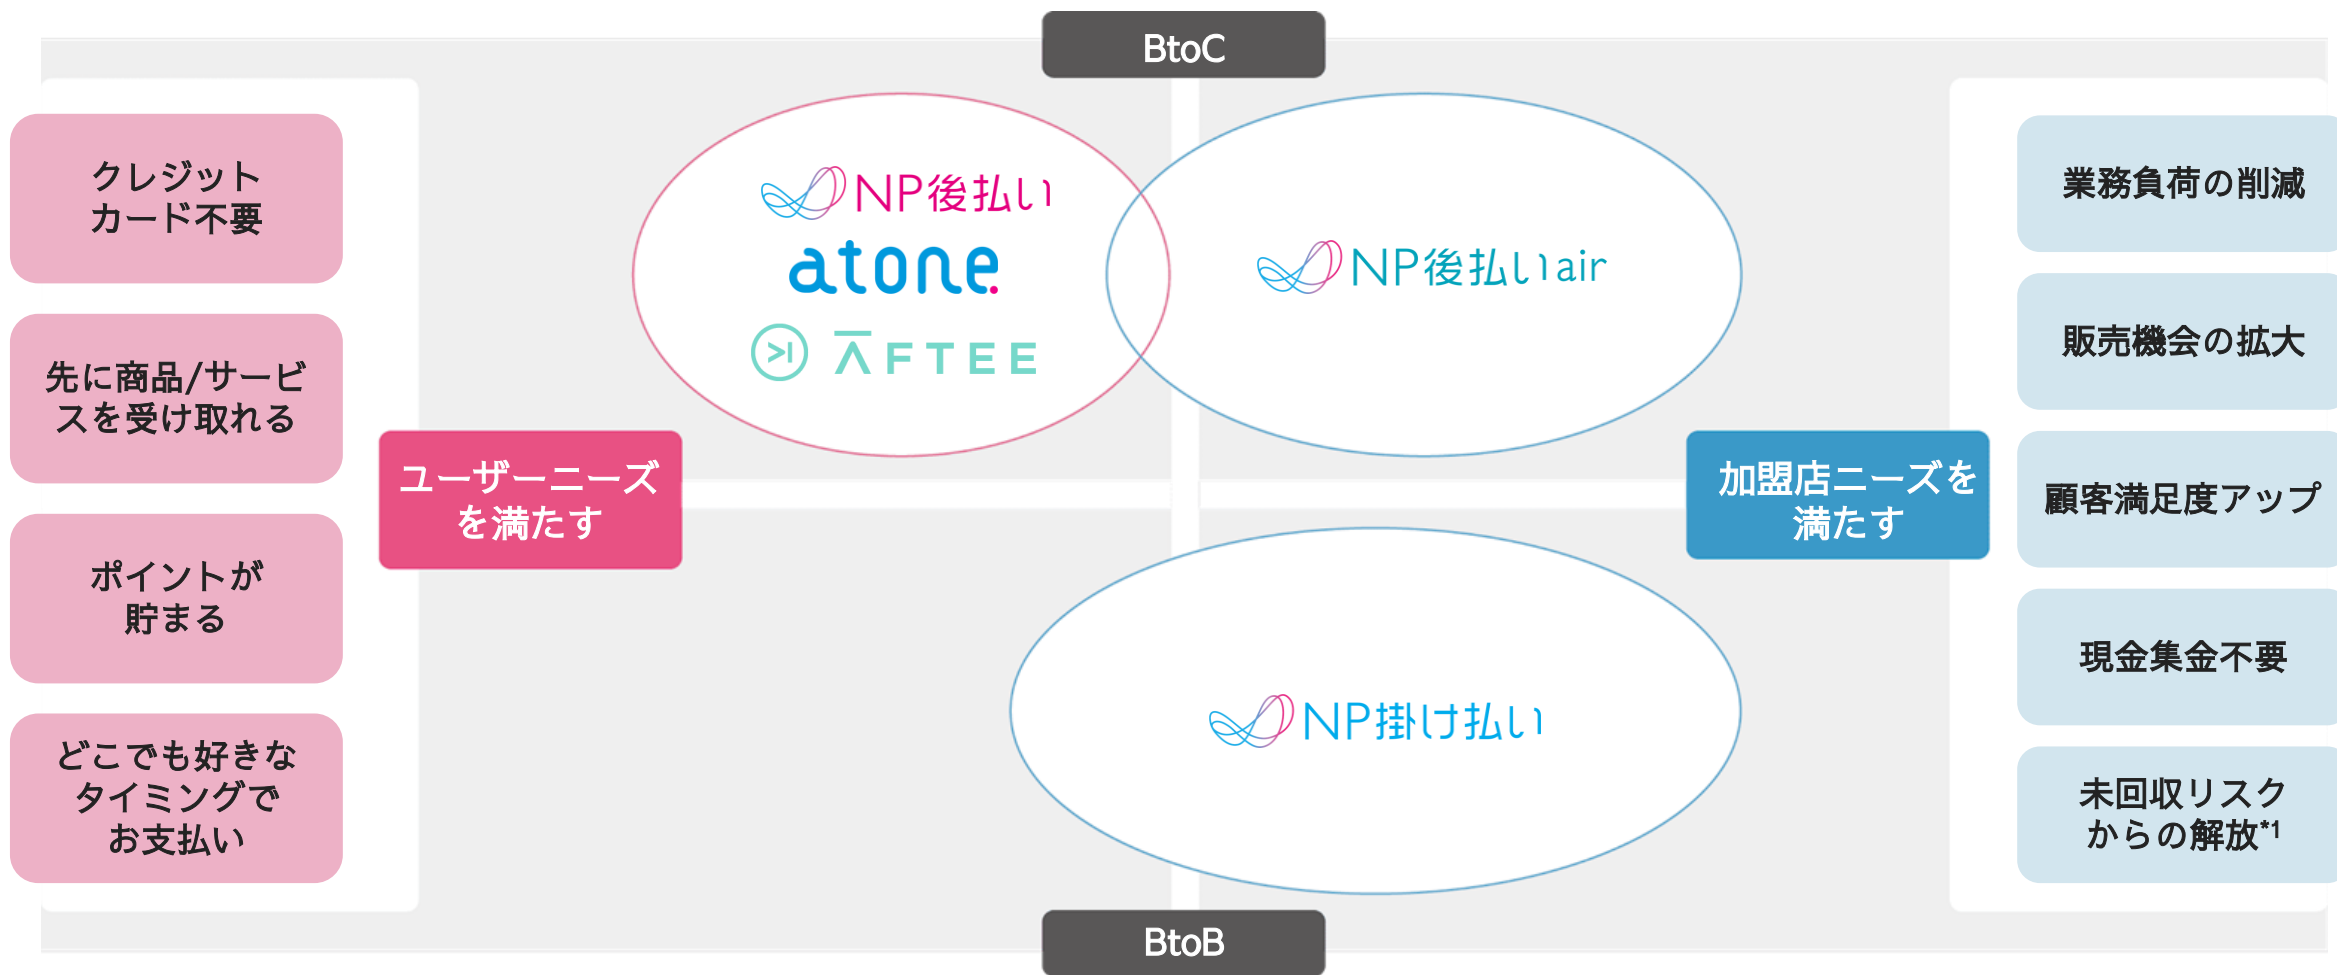 BtoC
クレジット
カード不要
先に商品/サービ
スを受け取れる
ポイントが
貯まる
どこでも好きな
タイミングで
お支払い
ユーザーニーズ
を満たす
NP後払い
atone
AFTEE
NP後払いair
NP掛け払い
加盟店ニーズを
満たす
業務負荷の削減
販売機会の拡大
顧客満足度アップ
現金集金不要
未回収リスク
からの解放*1
BtoB